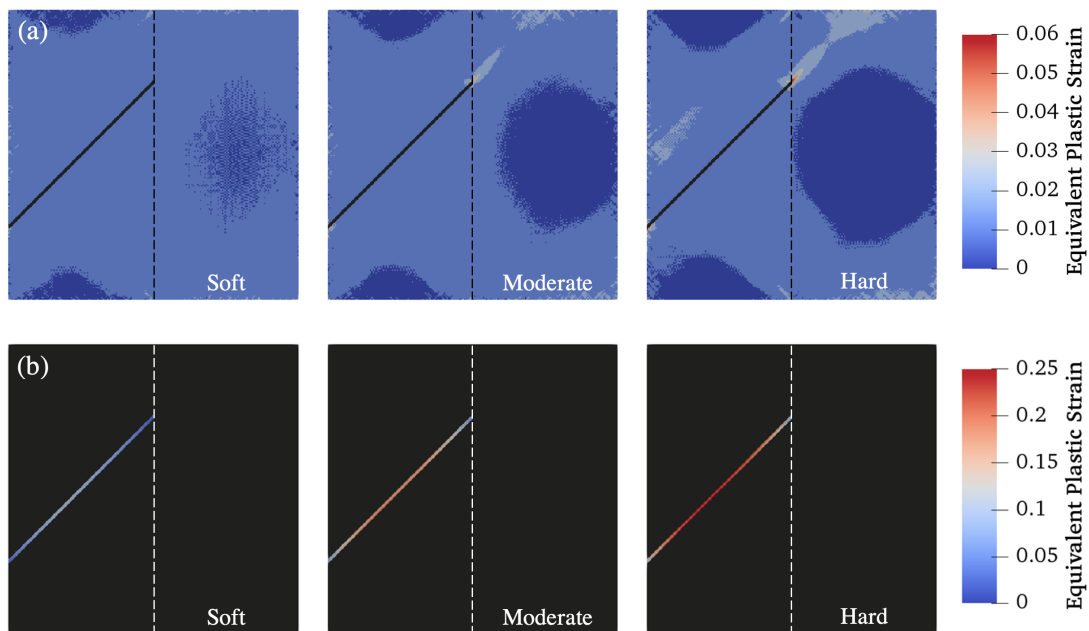 (a)
Soft
Moderate
Hard
0.06
0.05
0.04
0.03
0.02
0.01
0
Equivalent Plastic Strain
(b)
Soft
Moderate
Hard
0.25
0.2
0.15
0.1
0.05
0
Equivalent Plastic Strain